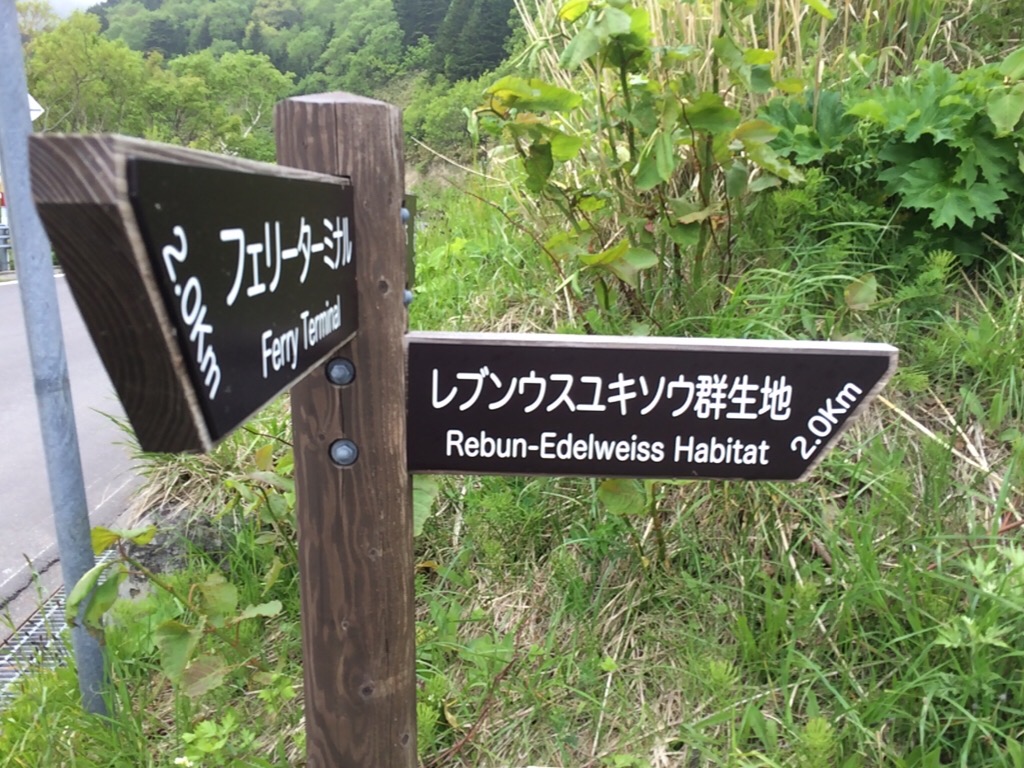 フェリーターミナル
Ferry Terminal
2.0Km
レブンウスユキソウ群生地
Rebun-Edelweiss Habitat
2.0Km